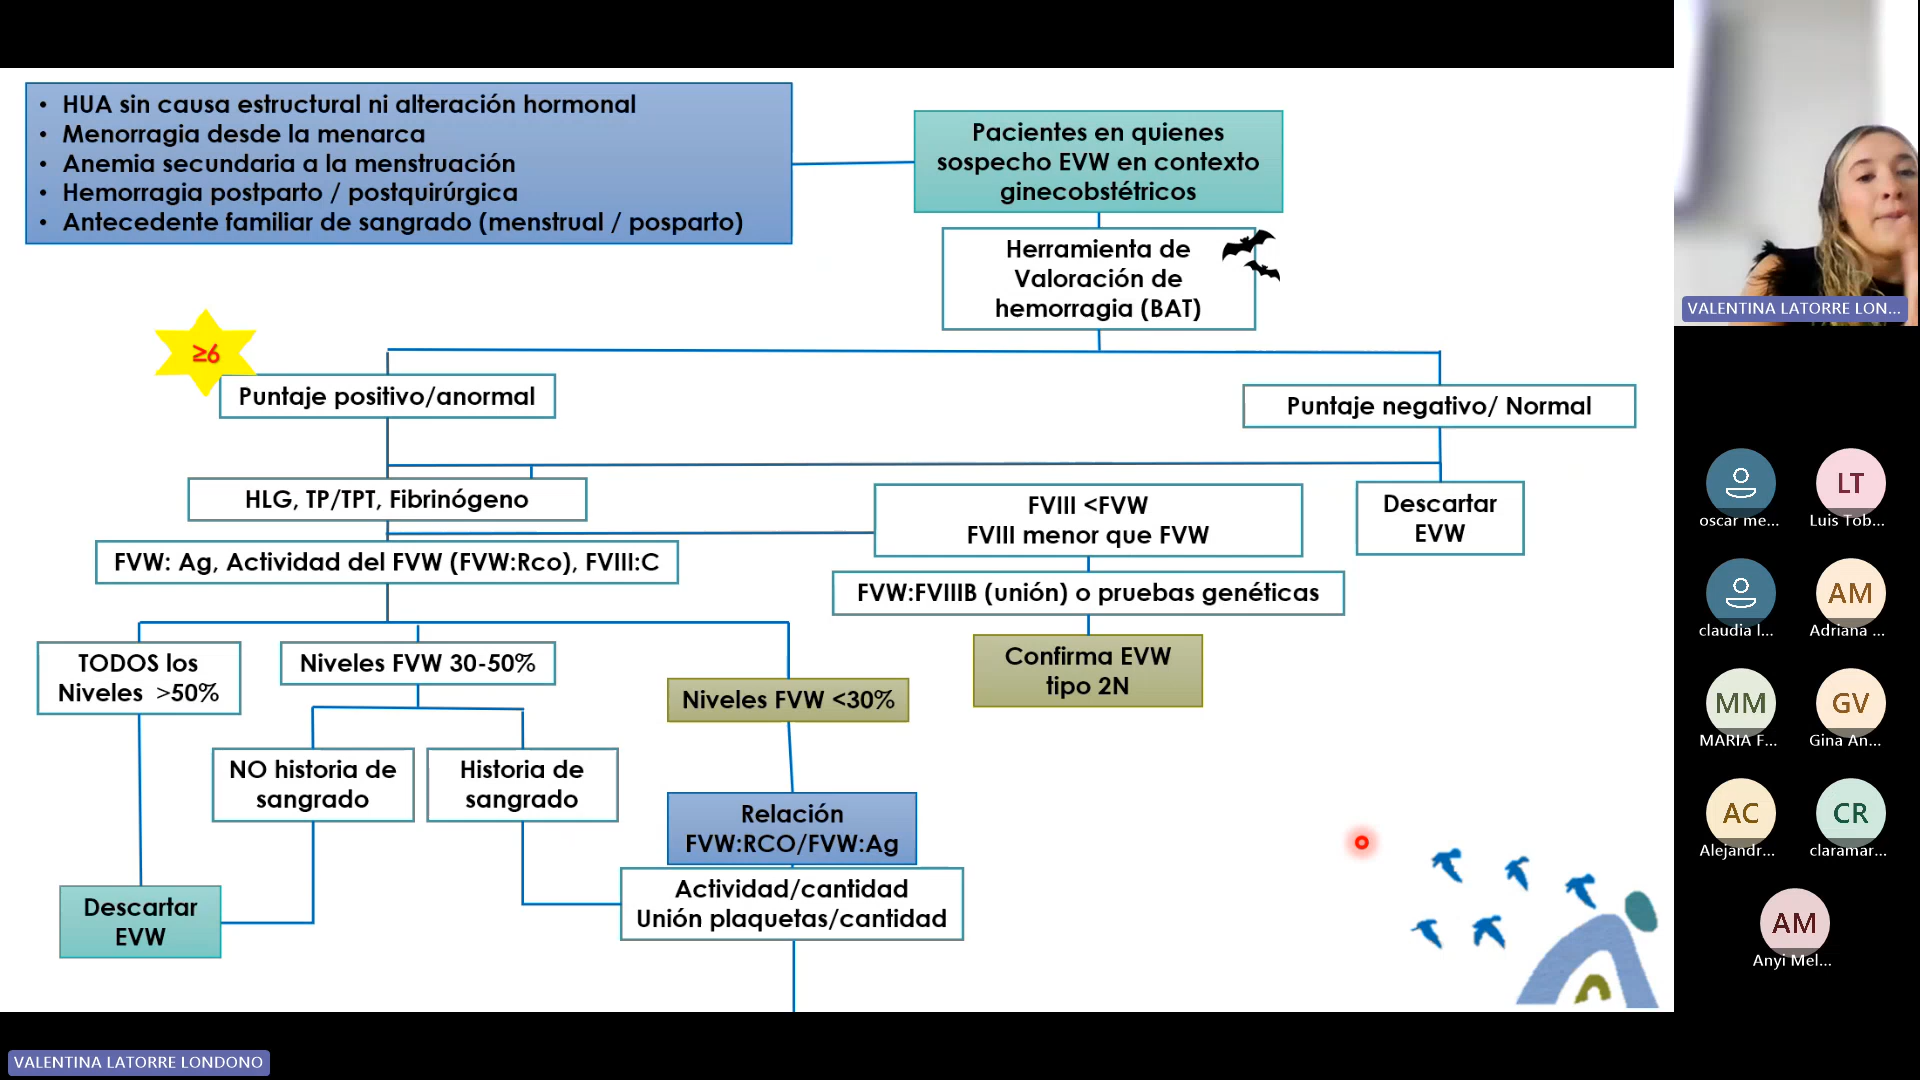 • HUA sin causa estructural ni alteración hormonal
• Menorragia desde la menarca
• Anemia secundaria a la menstruación
• Hemorragia postparto / postquirúrgica
• Antecedente familiar de sangrado (menstrual / posparto)
Pacientes en quienes
sospecho EVW en contexto
ginecobstétricos
Herramienta de
Valoración de
hemorragia (BAT)
≥6
Puntaje positivo/anormal
Puntaje negativo/ Normal
HLG, TP/TPT, Fibrinógeno
FVIII <FVW
FVIII menor que FVW
Descartar
EVW
FVW: Ag, Actividad del FVW (FVW:Rco), FVIII:C
FVW:FVIIIB (unión) o pruebas genéticas
Confirma EVW
tipo 2N
TODOS los
Niveles >50%
Niveles FVW 30-50%
Niveles FVW <30%
NO historia de
sangrado
Historia de
sangrado
Relación
FVW:RCO/FVW:Ag
Actividad/cantidad
Unión plaquetas/cantidad
Descartar
EVW
VALENTINA LATORRE LON...
LT
oscar me...
Luis Tob...
AM
claudia l...
Adriana ...
MM
GV
MARIA F...
Gina An...
AC
CR
Alejandr...
claramar...
AM
Anyi Mel...
VALENTINA LATORRE LONDONO